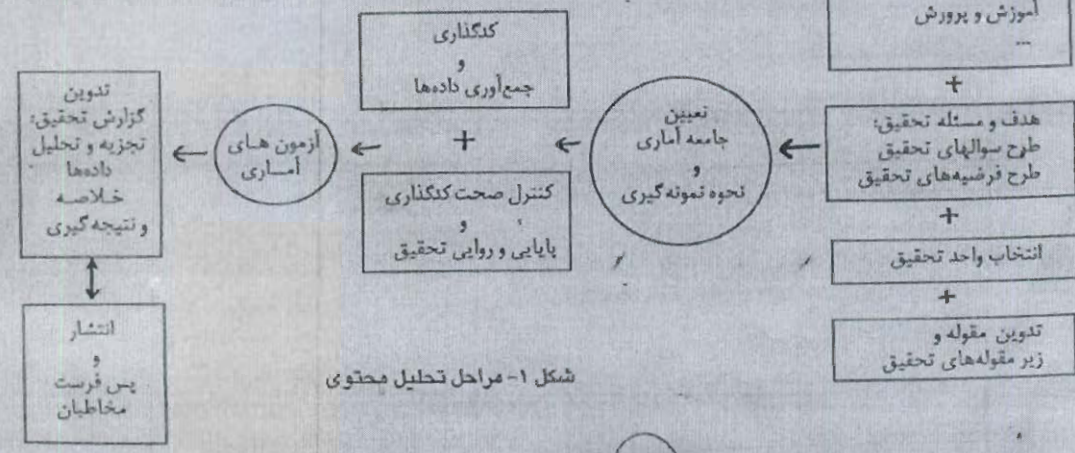 آموزش و پرورش
...
+
هدف و مسئله تحقیق:
طرح سوالهای تحقیق
طرح فرضیه‌های تحقیق
+
انتخاب واحد تحقیق
+
تدوین مقوله و
زیر مقوله‌های تحقیق
تعیین
جامعه آماری
و
نحوه نمونه‌گیری
کدگذاری
و
جمع‌آوری داده‌ها
+
کنترل صحت کدگذاری
و
پایایی و روایی تحقیق
آزمون های
آماری
تدوین
گزارش تحقیق:
تجزیه و تحلیل
داده‌ها
خلاصه
و نتیجه گیری
انتشار
و
پس فرست
مخاطبان
شکل ۱- مراحل تحلیل محتوی